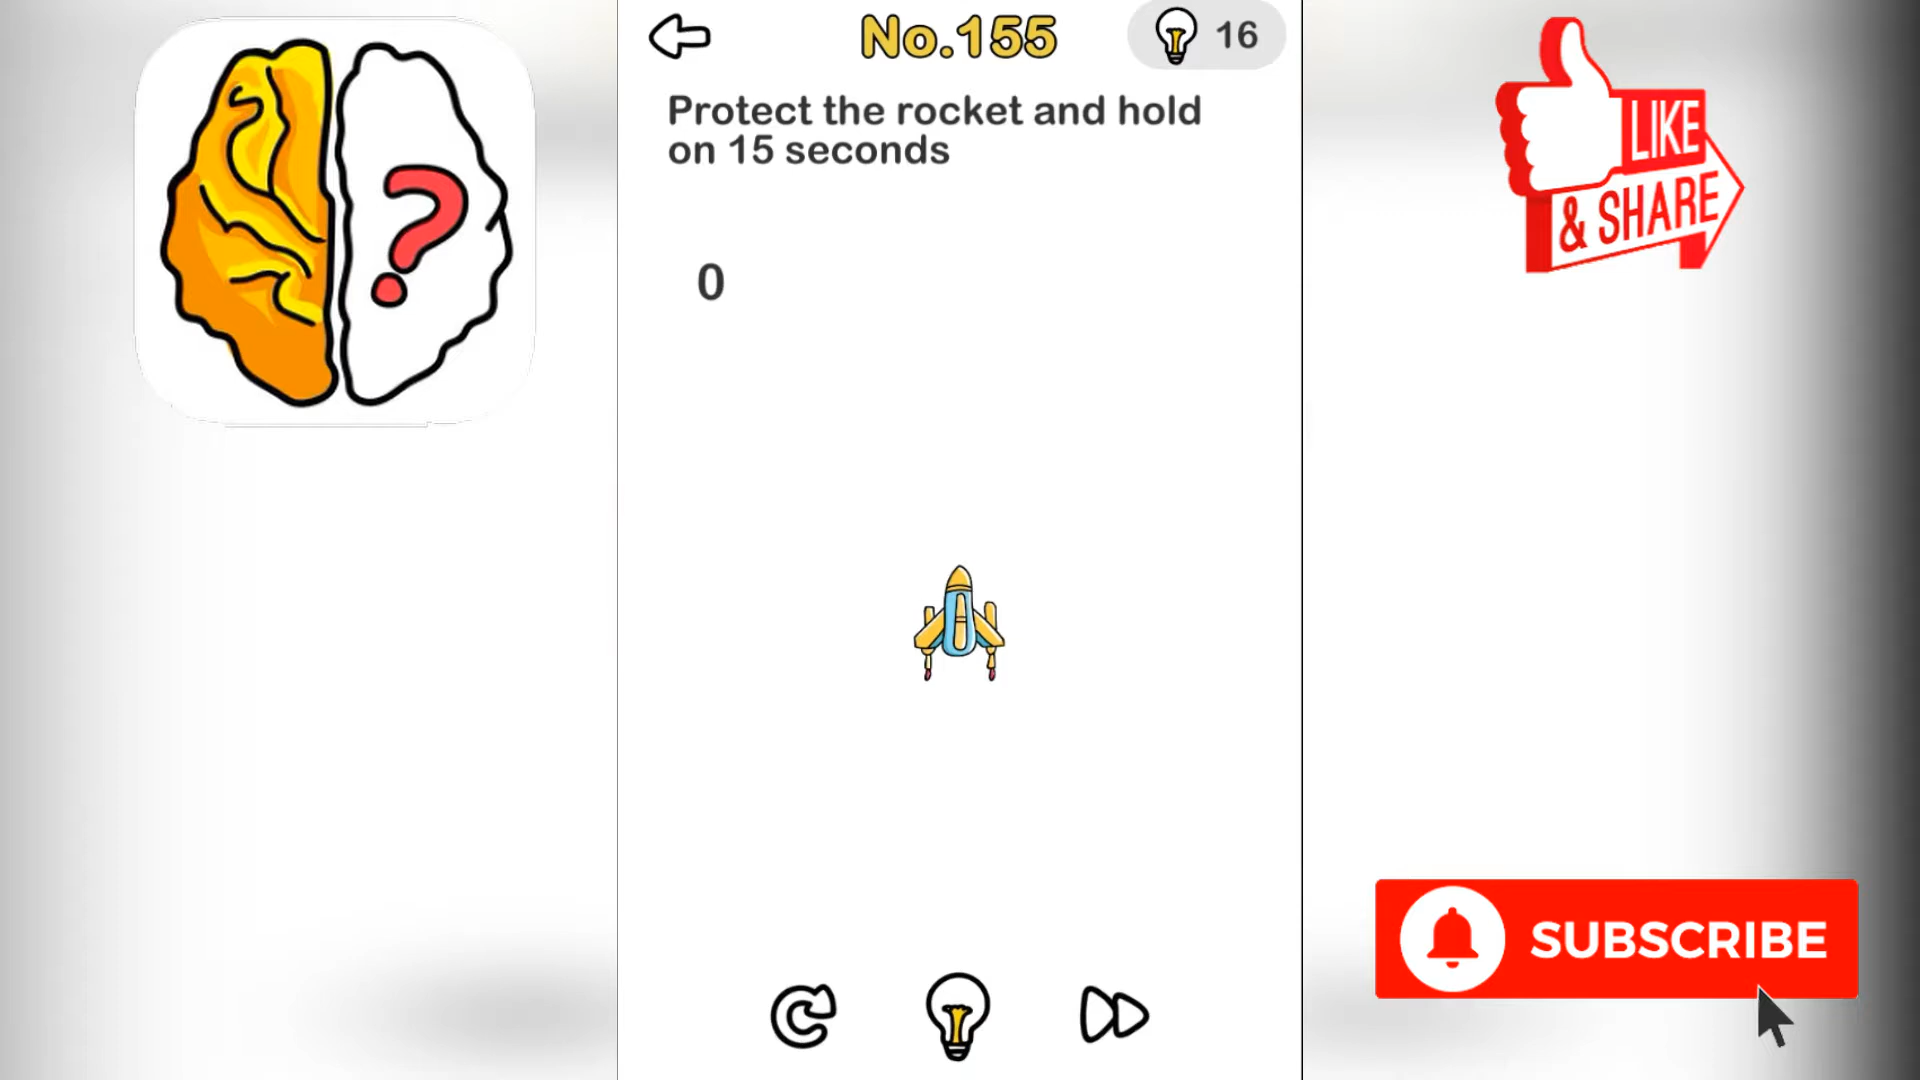 No.155
16
Protect the rocket and hold
on 15 seconds
0
?
LIKE
& SHARE
SUBSCRIBE